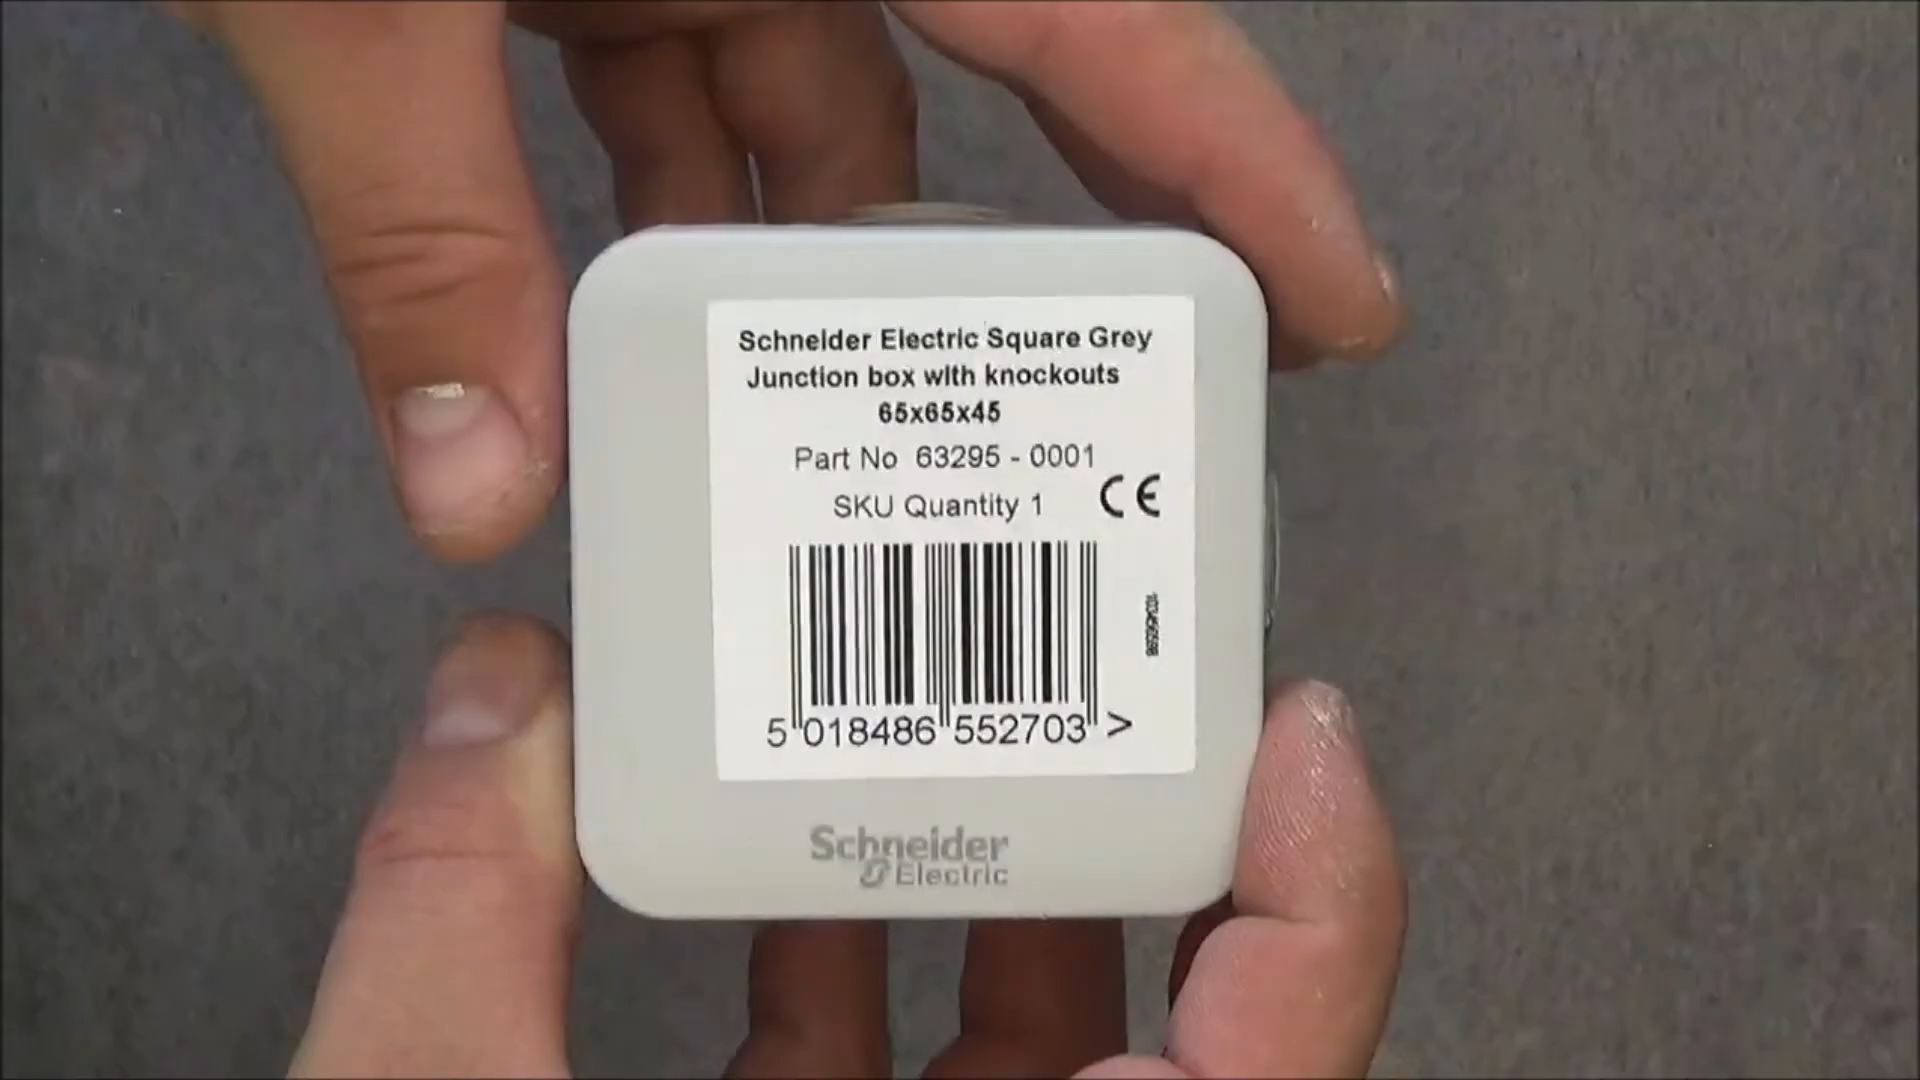 Schneider Electric Square Grey
Junction box with knockouts
65x65x45
Part No 63295 - 0001
SKU Quantity 1
CE
5 018486 552703 >
Schneider
Electric